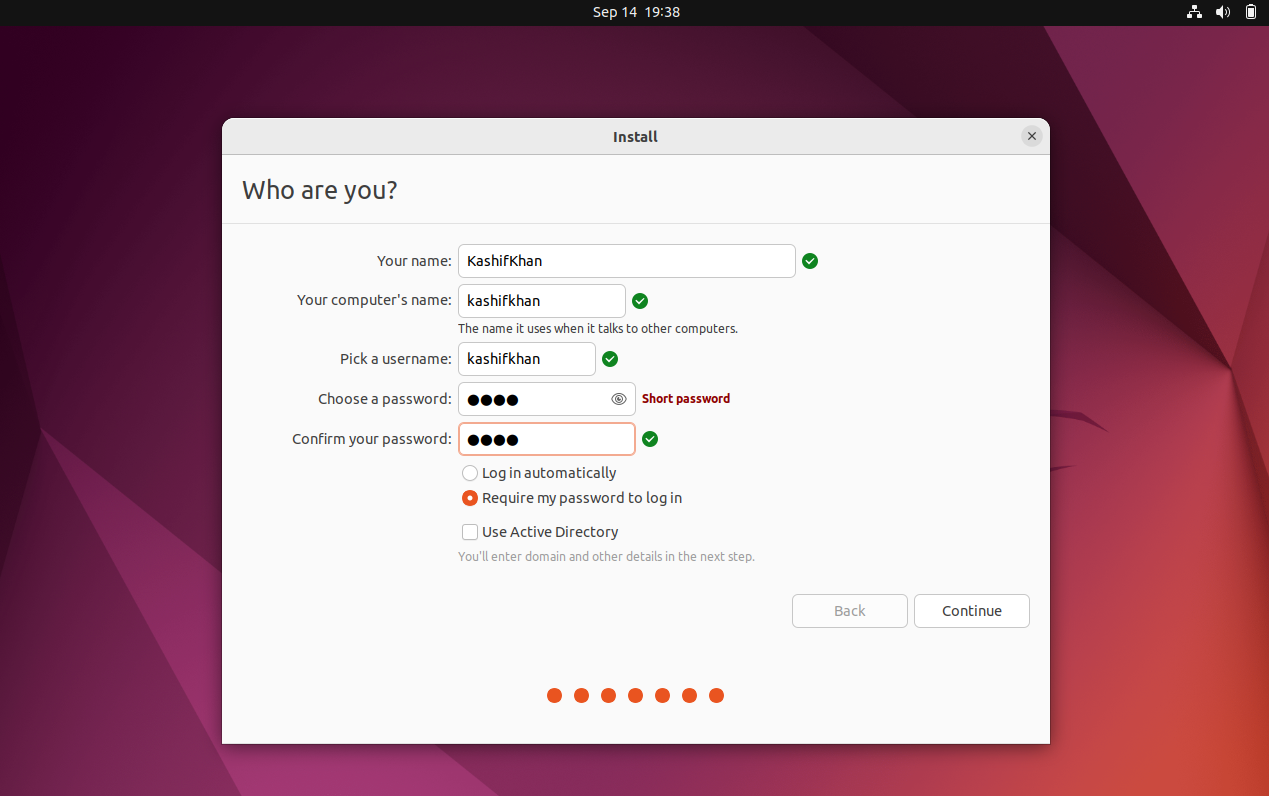 Sep 14 19:38
Install
Who are you?
Your name: KashifKhan
Your computer's name: kashifkhan
The name it uses when it talks to other computers.
Pick a username: kashifkhan
Choose a password: ●●●● Short password
Confirm your password: ●●●●
Log in automatically
Require my password to log in
Use Active Directory
You'll enter domain and other details in the next step.
Back Continue